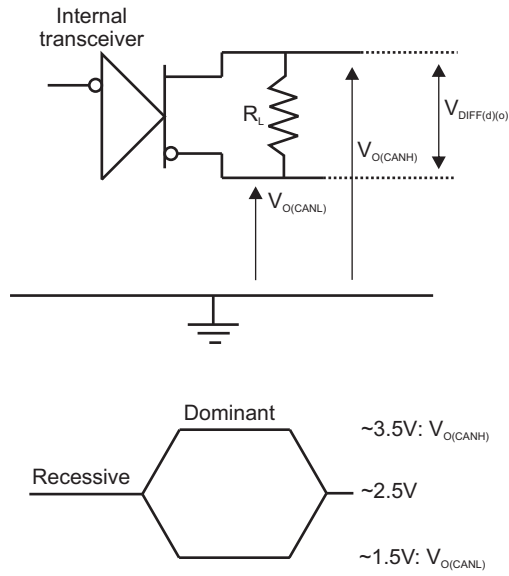 Internal
transceiver
R_L
V_DIFF(d)(o)
V_O(CANH)
V_O(CANL)
Dominant
~3.5V: V_O(CANH)
Recessive
~2.5V
~1.5V: V_O(CANL)